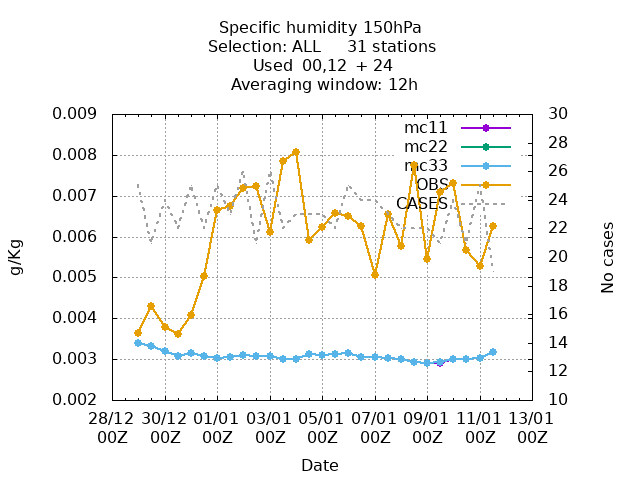 Specific humidity 150hPa
Selection: ALL 31 stations
Used 00,12 + 24
Averaging window: 12h
0.009
0.008
0.007
0.006
0.005
0.004
0.003
0.002
30
28
26
24
22
20
18
16
14
12
10
mc11
mc22
mc33
OBS
CASES
g/Kg
No cases
28/12 30/12 01/01 03/01 05/01 07/01 09/01 11/01 13/01
00Z 00Z 00Z 00Z 00Z 00Z 00Z 00Z 00Z
Date